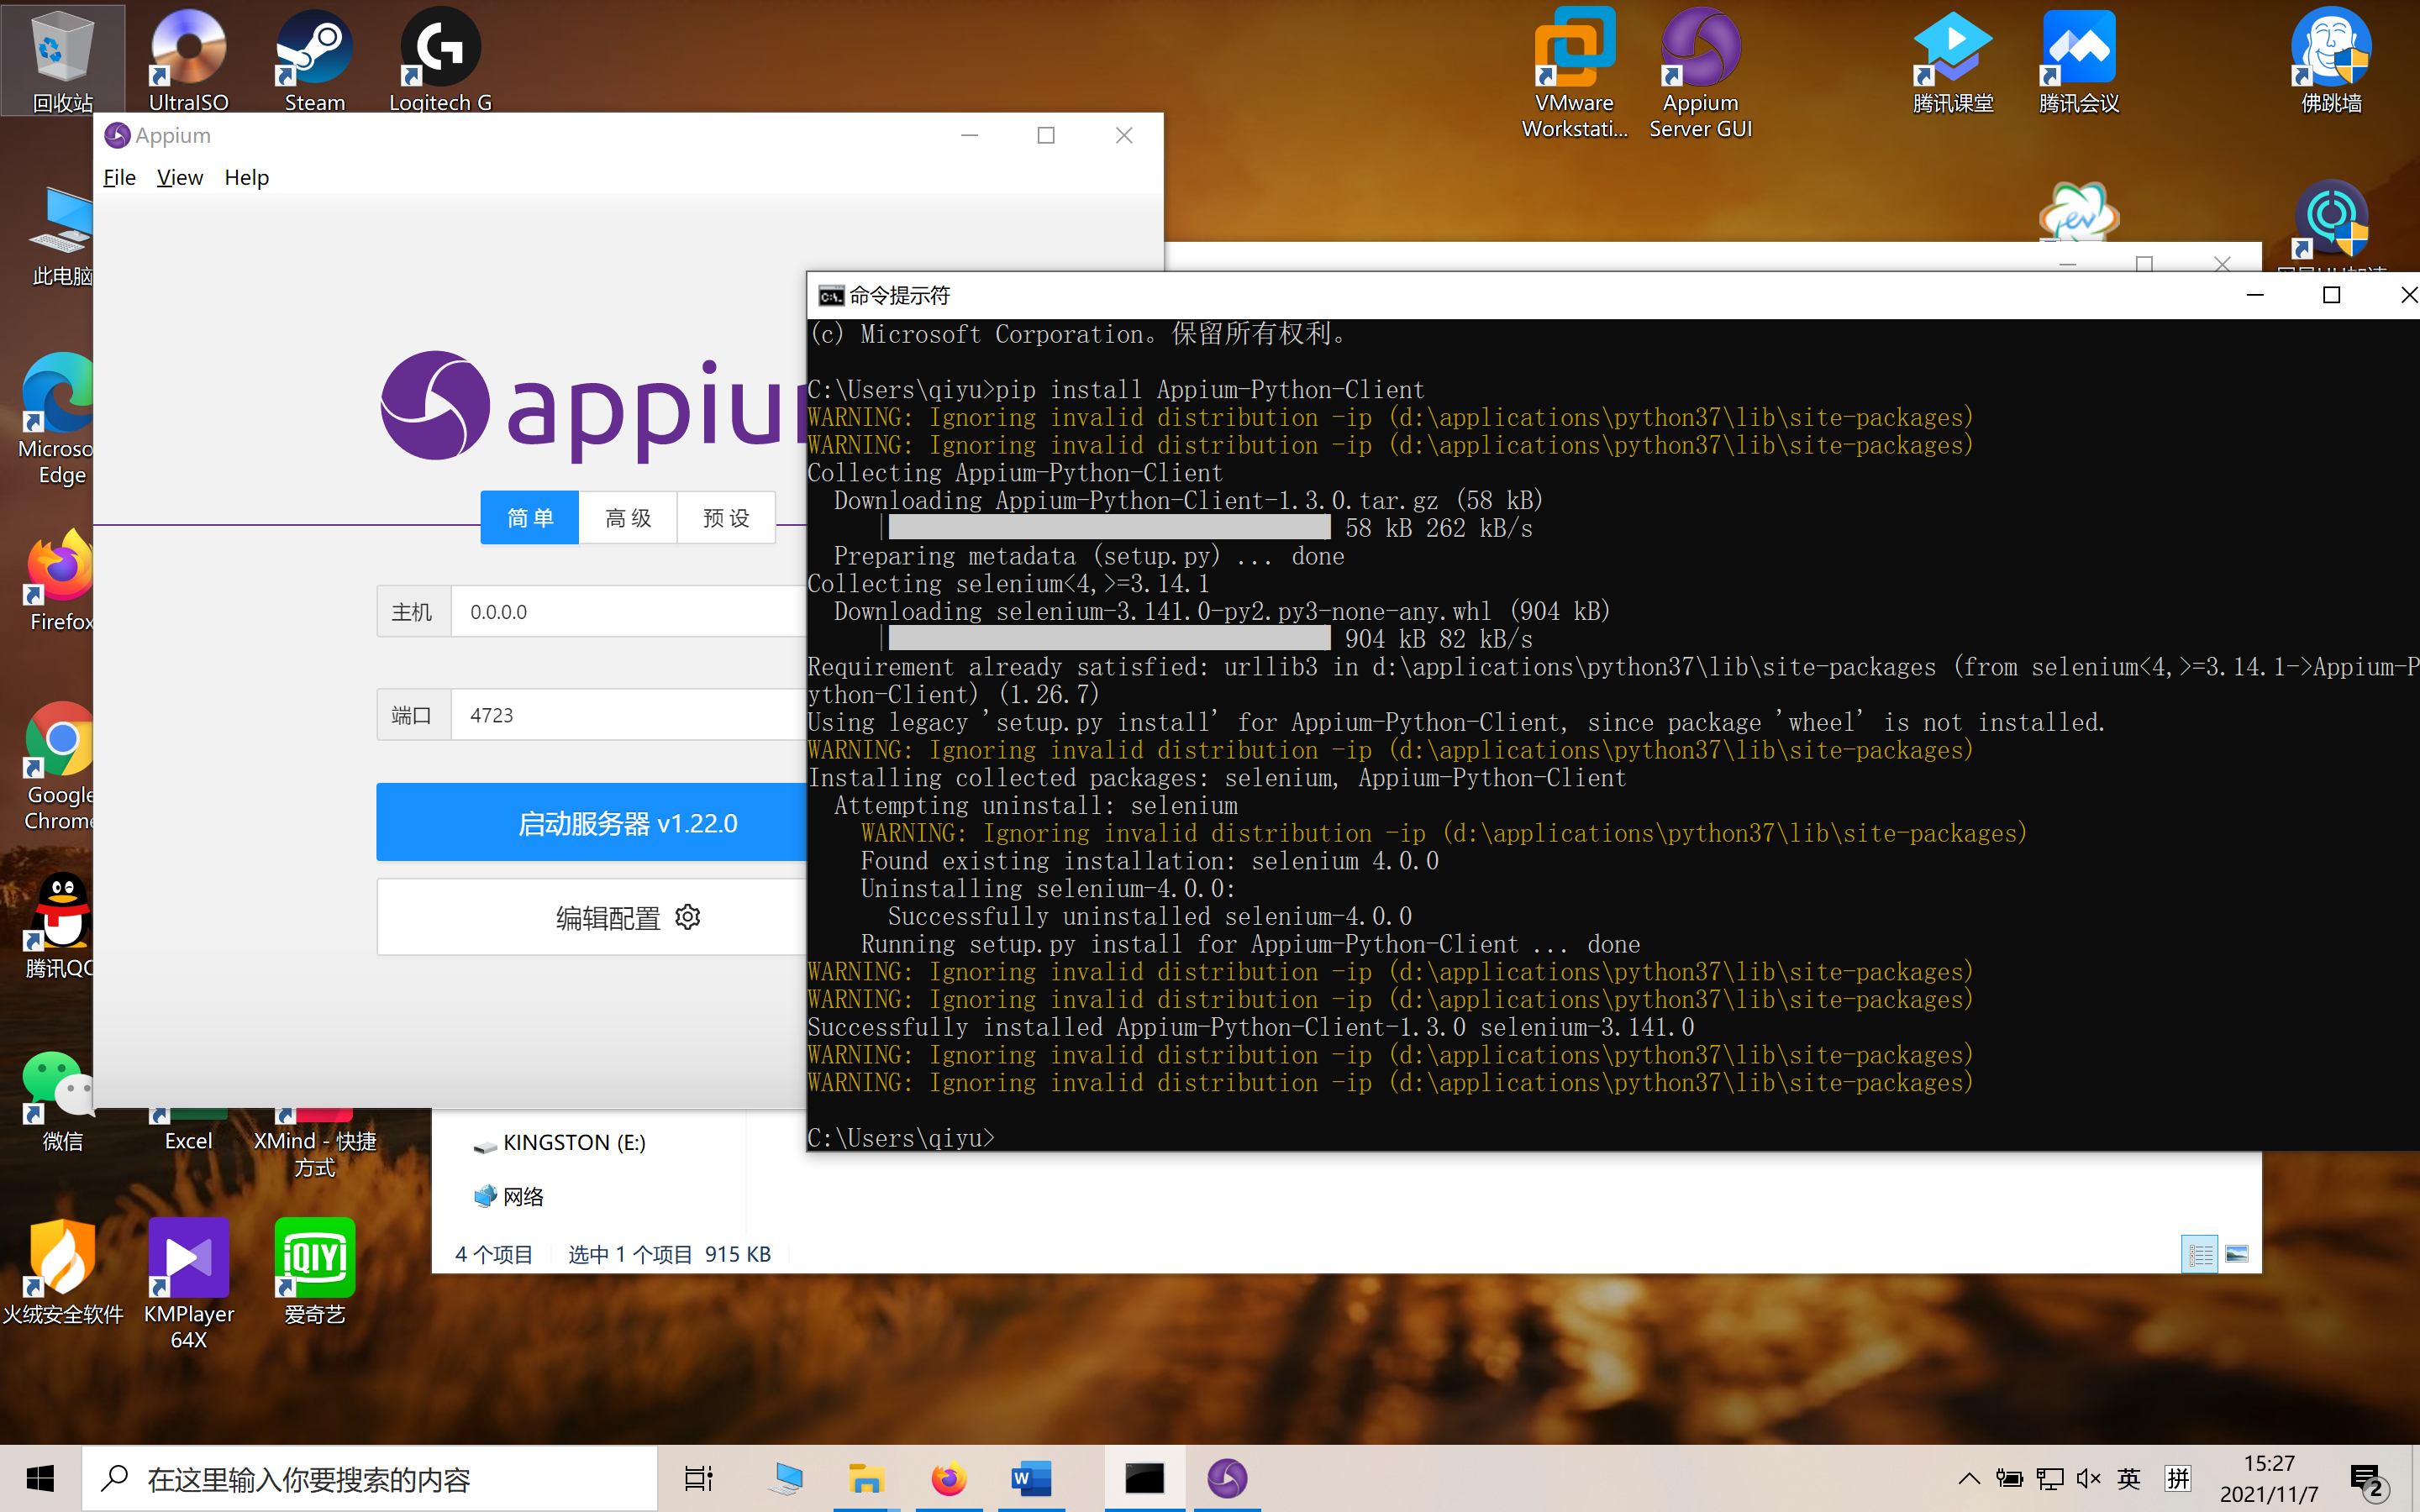 回收站
UltraISO
Steam
Logitech G
VMware
Workstati...
Appium
Server GUI
腾讯课堂
腾讯会议
佛跳墙
此电脑
Microso
Edge
Firefox
Google
Chrome
腾讯QQ
微信
Excel
XMind - 快捷
方式
火绒安全软件
KMPlayer
64X
iQIYI
爱奇艺
ev
Appium
File View Help
appium
简 单
高 级
预 设
主机
0.0.0.0
端口
4723
启动服务器 v1.22.0
编辑配置
命令提示符
(c) Microsoft Corporation。保留所有权利。
C:\Users\qiyu>pip install Appium-Python-Client
WARNING: Ignoring invalid distribution -ip (d:\applications\python37\lib\site-packages)
WARNING: Ignoring invalid distribution -ip (d:\applications\python37\lib\site-packages)
Collecting Appium-Python-Client
Downloading Appium-Python-Client-1.3.0.tar.gz (58 kB)
58 kB 262 kB/s
Preparing metadata (setup.py) ... done
Collecting selenium<4,>=3.14.1
Downloading selenium-3.141.0-py2.py3-none-any.whl (904 kB)
904 kB 82 kB/s
Requirement already satisfied: urllib3 in d:\applications\python37\lib\site-packages (from selenium<4,>=3.14.1->Appium-P
ython-Client) (1.26.7)
Using legacy 'setup.py install' for Appium-Python-Client, since package 'wheel' is not installed.
WARNING: Ignoring invalid distribution -ip (d:\applications\python37\lib\site-packages)
Installing collected packages: selenium, Appium-Python-Client
Attempting uninstall: selenium
WARNING: Ignoring invalid distribution -ip (d:\applications\python37\lib\site-packages)
Found existing installation: selenium 4.0.0
Uninstalling selenium-4.0.0:
Successfully uninstalled selenium-4.0.0
Running setup.py install for Appium-Python-Client ... done
WARNING: Ignoring invalid distribution -ip (d:\applications\python37\lib\site-packages)
WARNING: Ignoring invalid distribution -ip (d:\applications\python37\lib\site-packages)
Successfully installed Appium-Python-Client-1.3.0 selenium-3.141.0
WARNING: Ignoring invalid distribution -ip (d:\applications\python37\lib\site-packages)
WARNING: Ignoring invalid distribution -ip (d:\applications\python37\lib\site-packages)
C:\Users\qiyu>
KINGSTON (E:)
网络
4 个项目
选中 1 个项目 915 KB
在这里输入你要搜索的内容
英
拼
15:27
2021/11/7
2